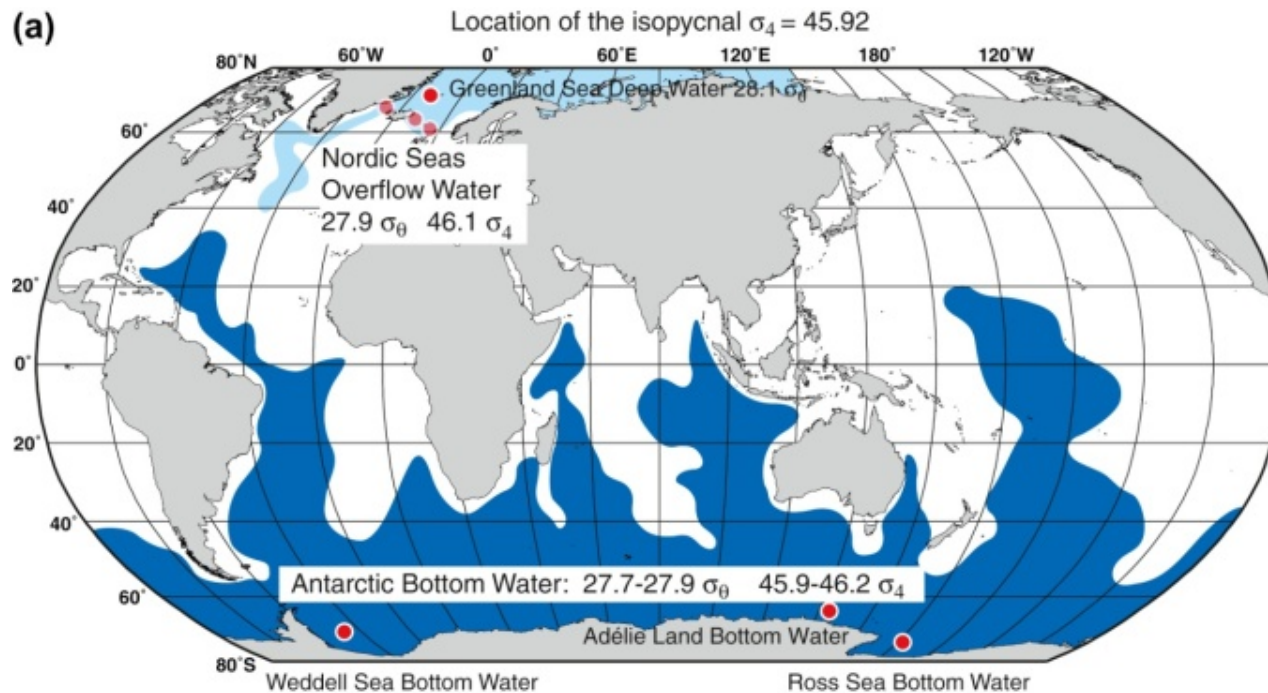 (a)
Location of the isopycnal σ₄ = 45.92
60˚W 0˚ 60˚E 120˚E 180˚ 120˚W
80˚N
Greenland Sea Deep Water 28.1 σθ
60˚
Nordic Seas
Overflow Water
27.9 σθ 46.1 σ₄
40˚
20˚
0˚
20˚
40˚
Antarctic Bottom Water: 27.7-27.9 σθ 45.9-46.2 σ₄
60˚
Adélie Land Bottom Water
80˚S
Weddell Sea Bottom Water Ross Sea Bottom Water